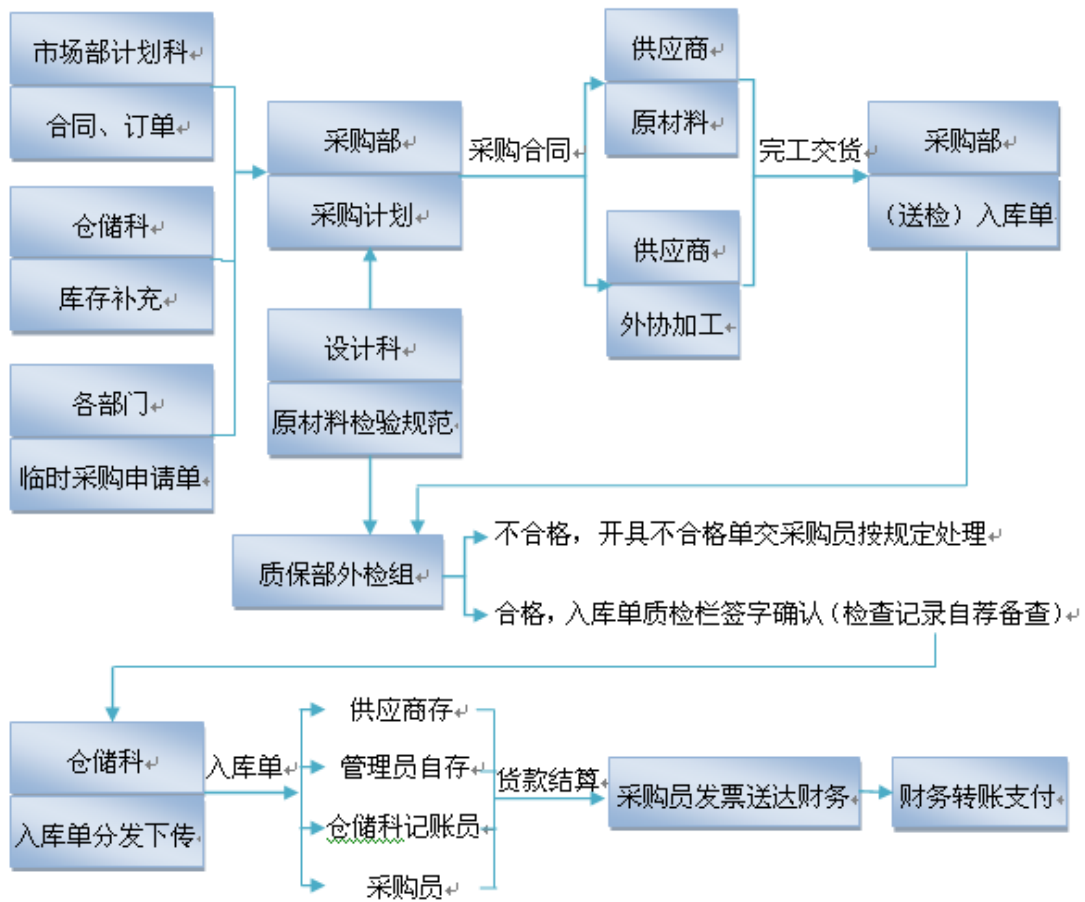 市场部计划科
合同、订单
仓储科
库存补充
各部门
临时采购申请单
采购部
采购计划
设计科
原材料检验规范
采购合同
供应商
原材料
供应商
外协加工
完工交货
采购部
（送检）入库单
质保部外检组
不合格，开具不合格单交采购员按规定处理
合格，入库单质检栏签字确认（检查记录自荐备查）
仓储科
入库单分发下传
入库单
供应商存
管理员自存
仓储科记账员
采购员
货款结算
采购员发票送达财务
财务转账支付